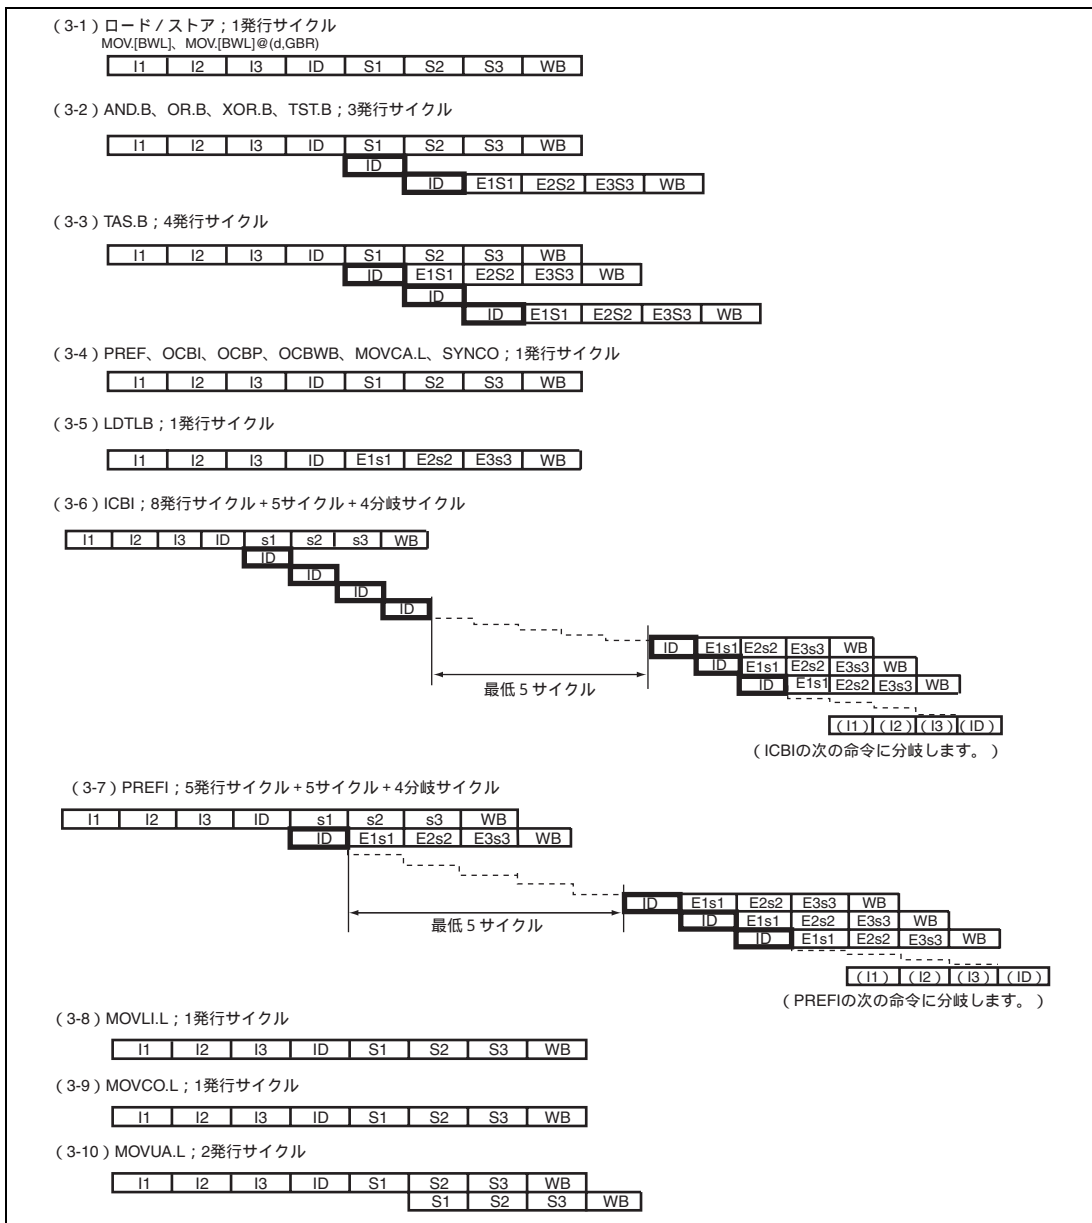 (3-1)ロード/ストア;1発行サイクル
MOV.[BWL]、MOV.[BWL]@(d,GBR)
I1 I2 I3 ID S1 S2 S3 WB
(3-2)AND.B、OR.B、XOR.B、TST.B;3発行サイクル
I1 I2 I3 ID S1 S2 S3 WB
ID
ID E1S1 E2S2 E3S3 WB
(3-3)TAS.B;4発行サイクル
I1 I2 I3 ID S1 S2 S3 WB
ID E1S1 E2S2 E3S3 WB
ID
ID E1S1 E2S2 E3S3 WB
(3-4)PREF、OCBI、OCBP、OCBWB、MOVCA.L、SYNCO;1発行サイクル
I1 I2 I3 ID S1 S2 S3 WB
(3-5)LDTLB;1発行サイクル
I1 I2 I3 ID E1s1 E2s2 E3s3 WB
(3-6)ICBI;8発行サイクル+5サイクル+4分岐サイクル
I1 I2 I3 ID s1 s2 s3 WB
ID
ID
ID
ID
ID E1s1 E2s2 E3s3 WB
ID E1s1 E2s2 E3s3 WB
ID E1s1 E2s2 E3s3 WB
最低5サイクル
(I1) (I2) (I3) (ID)
(ICBIの次の命令に分岐します。)
(3-7)PREFI;5発行サイクル+5サイクル+4分岐サイクル
I1 I2 I3 ID s1 s2 s3 WB
ID E1s1 E2s2 E3s3 WB
ID E1s1 E2s2 E3s3 WB
ID E1s1 E2s2 E3s3 WB
ID E1s1 E2s2 E3s3 WB
最低5サイクル
(I1) (I2) (I3) (ID)
(PREFIの次の命令に分岐します。)
(3-8)MOVLI.L;1発行サイクル
I1 I2 I3 ID S1 S2 S3 WB
(3-9)MOVCO.L;1発行サイクル
I1 I2 I3 ID S1 S2 S3 WB
(3-10)MOVUA.L;2発行サイクル
I1 I2 I3 ID S1 S2 S3 WB
S1 S2 S3 WB